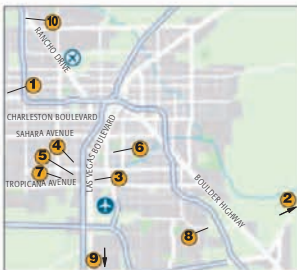 10
RANCHO DRIVE
1
CHARLESTON BOULEVARD
SAHARA AVENUE
4
6
5
7
TROPICANA AVENUE
LAS VEGAS BOULEVARD
3
BOULDER HIGHWAY
2
8
9